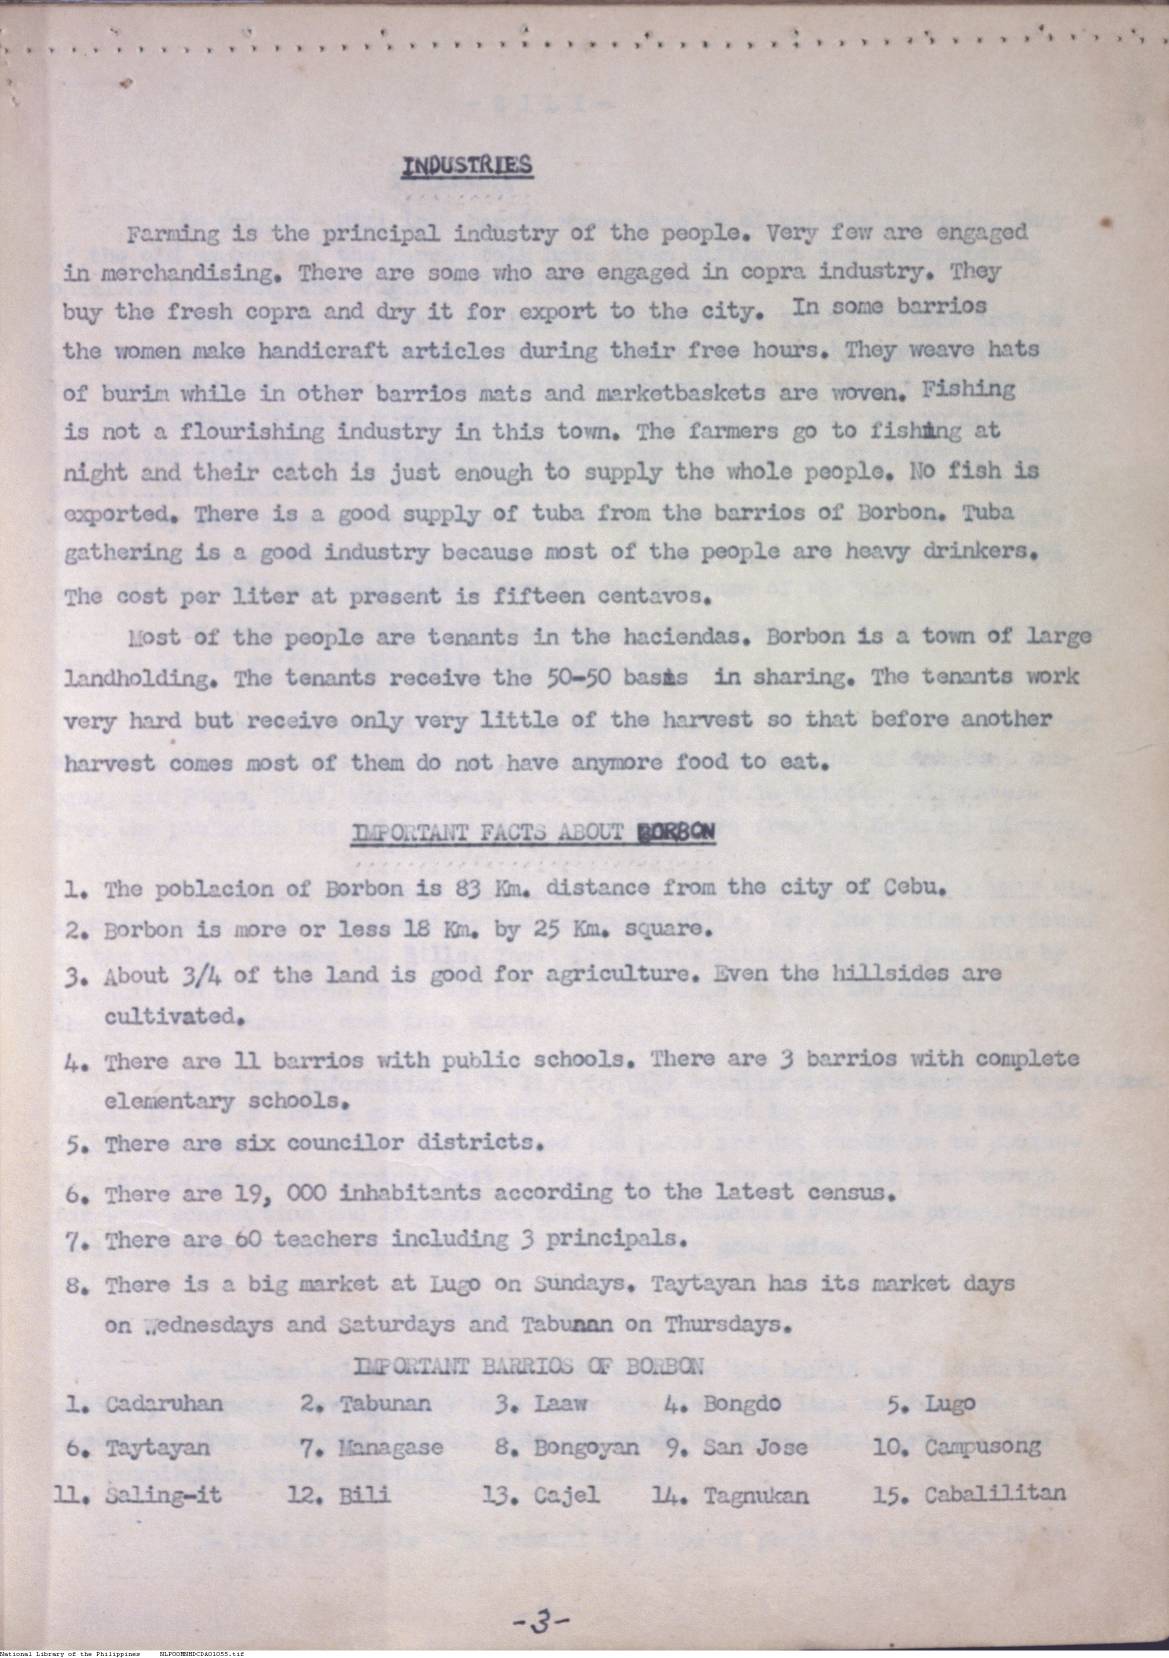 INDUSTRIES
Farming is the principal industry of the people. Very few are engaged
in merchandising. There are some who are engaged in copra industry. They
buy the fresh copra and dry it for export to the city. In some barrios
the women make handicraft articles during their free hours. They weave hats
of burim while in other barrios mats and marketbaskets are woven. Fishing
is not a flourishing industry in this town. The farmers go to fishing at
night and their catch is just enough to supply the whole people. No fish is
exported. There is a good supply of tuba from the barrios of Borbon. Tuba
gathering is a good industry because most of the people are heavy drinkers.
The cost per liter at present is fifteen centavos.
Most of the people are tenants in the haciendas. Borbon is a town of large
landholding. The tenants receive the 50-50 basis in sharing. The tenants work
very hard but receive only very little of the harvest so that before another
harvest comes most of them do not have anymore food to eat.
IMPORTANT FACTS ABOUT BORBON
1. The poblacion of Borbon is 83 Km. distance from the city of Cebu.
2. Borbon is more or less 18 Km. by 25 Km. square.
3. About 3/4 of the land is good for agriculture. Even the hillsides are
cultivated.
4. There are 11 barrios with public schools. There are 3 barrios with complete
elementary schools.
5. There are six councilor districts.
6. There are 19, 000 inhabitants according to the latest census.
7. There are 60 teachers including 3 principals.
8. There is a big market at Lugo on Sundays. Taytayan has its market days
on Wednesdays and Saturdays and Tabunan on Thursdays.
IMPORTANT BARRIOS OF BORBON
1. Cadaruhan 2. Tabunan 3. Laaw 4. Bongdo 5. Lugo
6. Taytayan 7. Managase 8. Bongoyan 9. San Jose 10. Campusong
11. Saling-it 12. Bili 13. Cajel 14. Tagnukan 15. Cabalilitan
-3-
National Library of the Philippines NLPOOMNHDCDA01055.tif